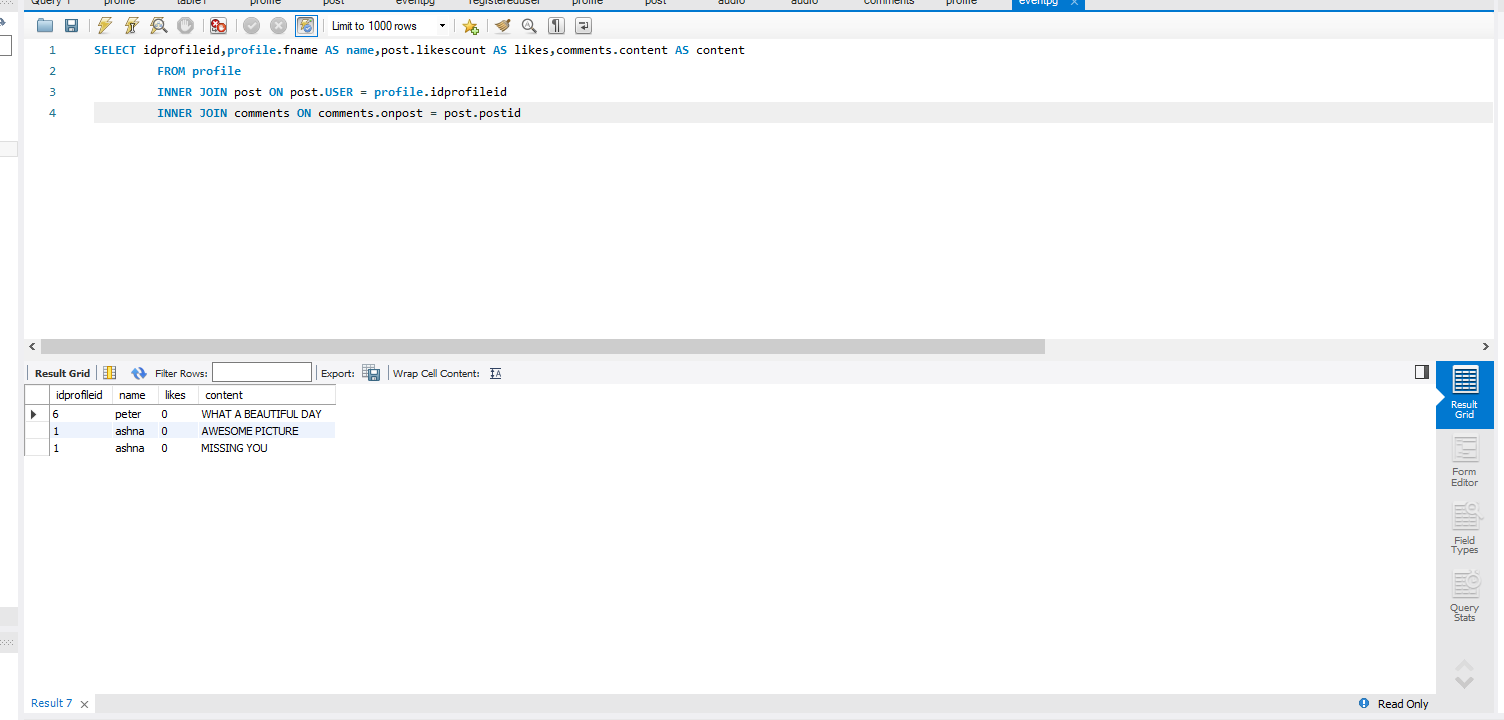 Query 1 profile table1 profile post eventpg registereduser profile post audio audio comments profile eventpg
Limit to 1000 rows
1 SELECT idprofileid,profile.fname AS name,post.likescount AS likes,comments.content AS content
2 FROM profile
3 INNER JOIN post ON post.USER = profile.idprofileid
4 INNER JOIN comments ON comments.onpost = post.postid
Result Grid Filter Rows: Export: Wrap Cell Content:
idprofileid name likes content
6 peter 0 WHAT A BEAUTIFUL DAY
1 ashna 0 AWESOME PICTURE
1 ashna 0 MISSING YOU
Result
Grid
Form
Editor
Field
Types
Query
Stats
Result 7
Read Only